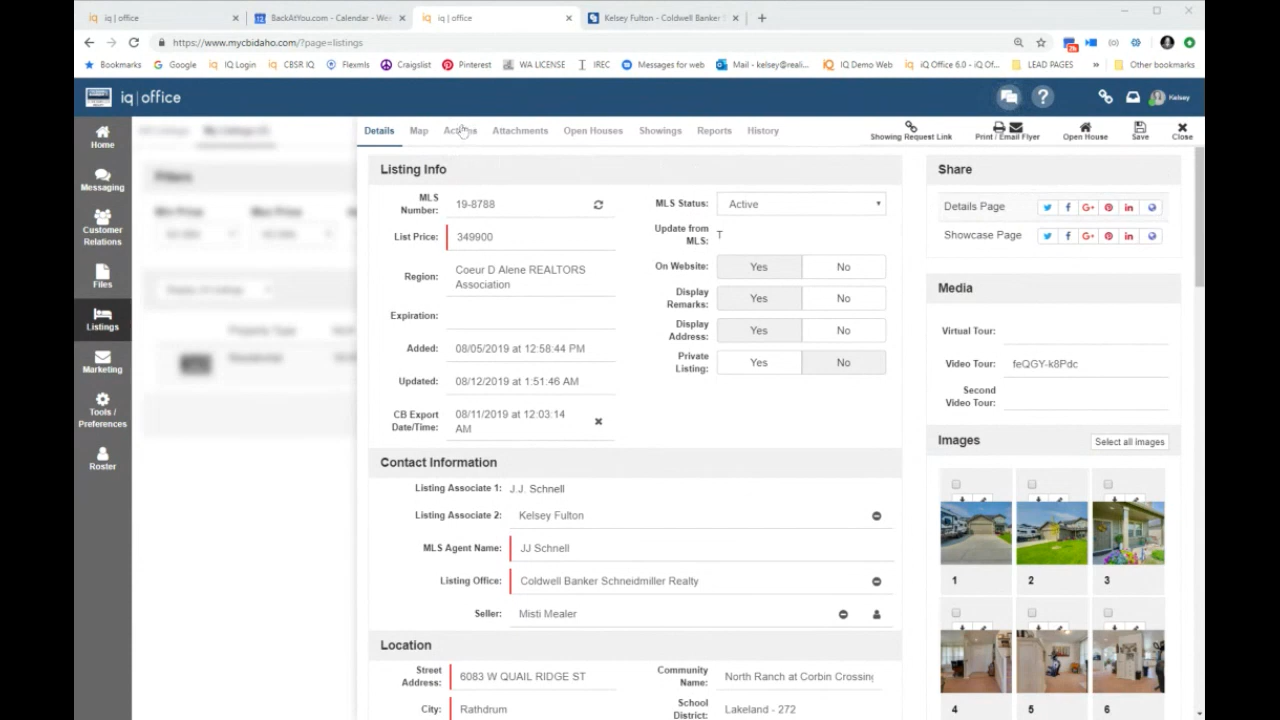 iq | office
BackAtYou.com - Calendar - We
iq | office
Kelsey Fulton - Coldwell Banker
https://www.mycbidaho.com/?page=listings
Bookmarks
Google
IQ Login
CBSR IQ
Flexmls
Craigslist
Pinterest
WA LICENSE
IREC
Messages for web
Mail - kelsey@reali...
IQ Demo Web
iQ Office 6.0 - iQ Of...
LEAD PAGES
»
Other bookmarks
iq | office
Kelsey
Home
Messaging
Customer
Relations
Files
Listings
Marketing
Tools /
Preferences
Roster
My Listings
Filters
Min Price
Max Price
Property Type
Residential
Details
Map
Actions
Attachments
Open Houses
Showings
Reports
History
Showing Request Link
Print / Email Flyer
Open House
Save
Close
Listing Info
MLS
Number:
19-8788
List Price:
349900
Region:
Coeur D Alene REALTORS
Association
Expiration:
Added:
08/05/2019 at 12:58:44 PM
Updated:
08/12/2019 at 1:51:46 AM
CB Export
Date/Time:
08/11/2019 at 12:03:14
AM
MLS Status:
Active
Update from
MLS:
T
On Website:
Yes
No
Display
Remarks:
Yes
No
Display
Address:
Yes
No
Private
Listing:
Yes
No
Contact Information
Listing Associate 1:
J.J. Schnell
Listing Associate 2:
Kelsey Fulton
MLS Agent Name:
JJ Schnell
Listing Office:
Coldwell Banker Schneidmiller Realty
Seller:
Misti Mealer
Location
Street
Address:
6083 W QUAIL RIDGE ST
City:
Rathdrum
Community
Name:
North Ranch at Corbin Crossing
School
District:
Lakeland - 272
Share
Details Page
Showcase Page
Media
Virtual Tour:
Video Tour:
feQGY-k8Pdc
Second
Video Tour:
Images
Select all images
1
2
3
4
5
6